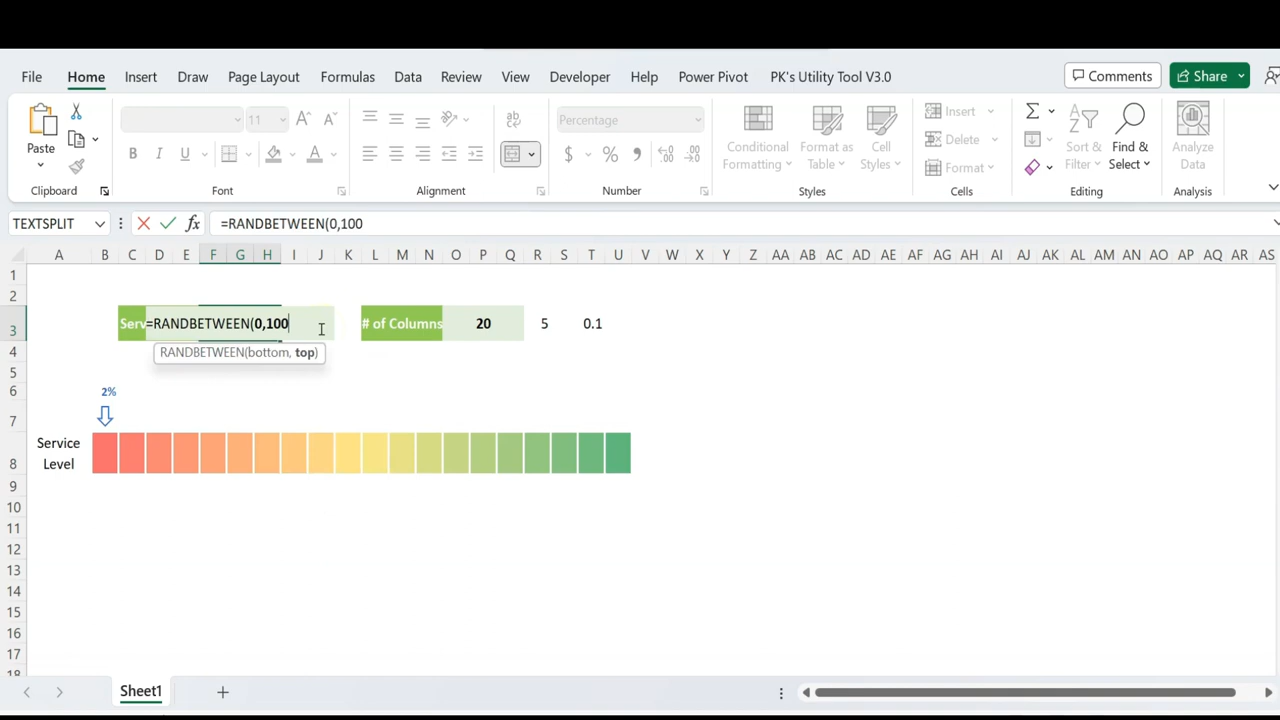 File Home Insert Draw Page Layout Formulas Data Review View Developer Help Power Pivot PK's Utility Tool V3.0 Comments Share
11 Percentage Insert
Paste Conditional Formatting Format as Table Cell Styles Delete Sort & Filter Find & Select Analyze Data
B I U $ % Format
Clipboard Font Alignment Number Styles Cells Editing Analysis
TEXTSPLIT fx =RANDBETWEEN(0,100
A B C D E F G H I J K L M N O P Q R S T U V W X Y Z AA AB AC AD AE AF AG AH AI AJ AK AL AM AN AO AP AQ AR AS
1
2
3 Serv =RANDBETWEEN(0,100 # of Columns 20 5 0.1
4 RANDBETWEEN(bottom, top)
5
6 2%
7
8 Service Level
9
10
11
12
13
14
15
16
17
18
Sheet1